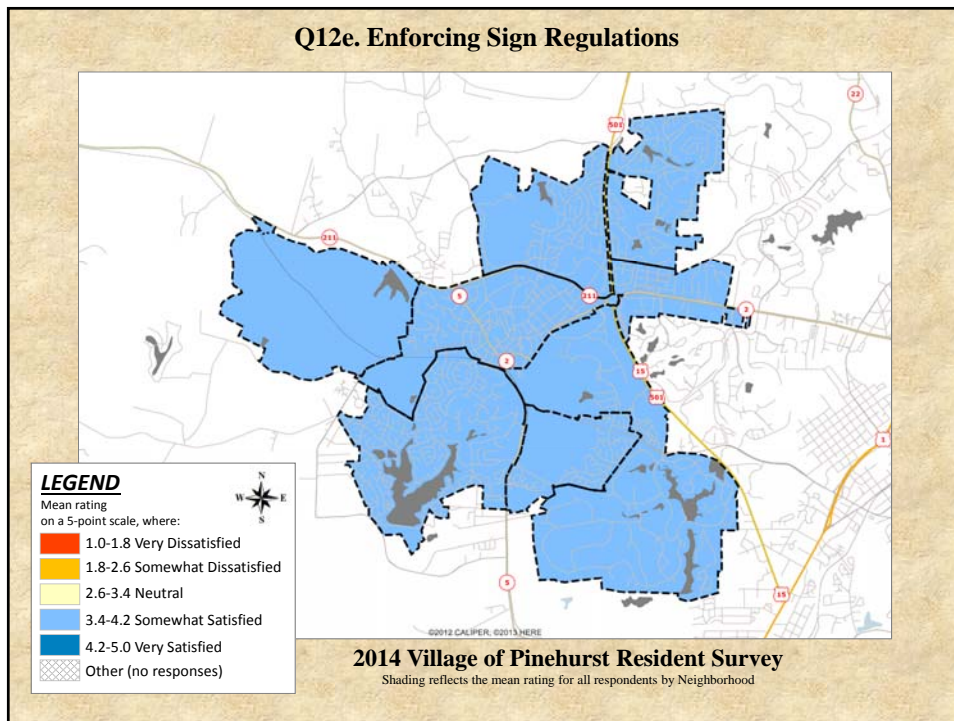 Q12e. Enforcing Sign Regulations
22
501
211
5
211
2
2
15
501
1
LEGEND
Mean rating
on a 5-point scale, where:
N
W E
S
1.0-1.8 Very Dissatisfied
1.8-2.6 Somewhat Dissatisfied
2.6-3.4 Neutral
3.4-4.2 Somewhat Satisfied
4.2-5.0 Very Satisfied
Other (no responses)
5
15
©2012 CALIPER, ©2013 HERE
2014 Village of Pinehurst Resident Survey
Shading reflects the mean rating for all respondents by Neighborhood